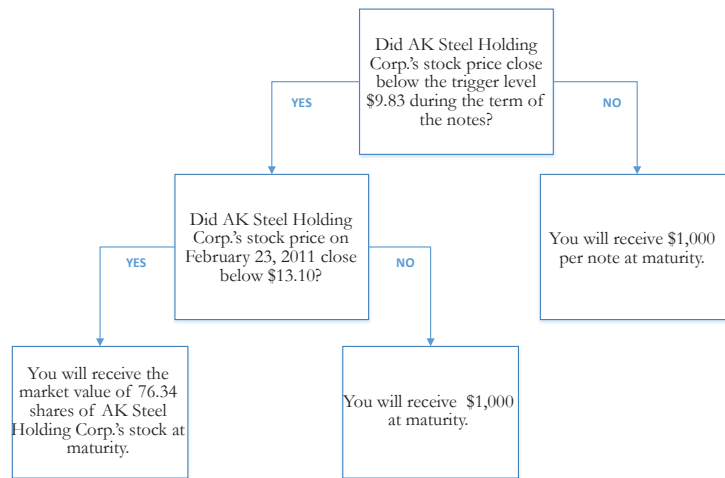 Did AK Steel Holding
Corp.'s stock price close
below the trigger level
$9.83 during the term of
the notes?
YES
NO
Did AK Steel Holding
Corp.'s stock price on
February 23, 2011 close
below $13.10?
You will receive $1,000
per note at maturity.
YES
NO
You will receive the
market value of 76.34
shares of AK Steel
Holding Corp.'s stock at
maturity.
You will receive $1,000
at maturity.